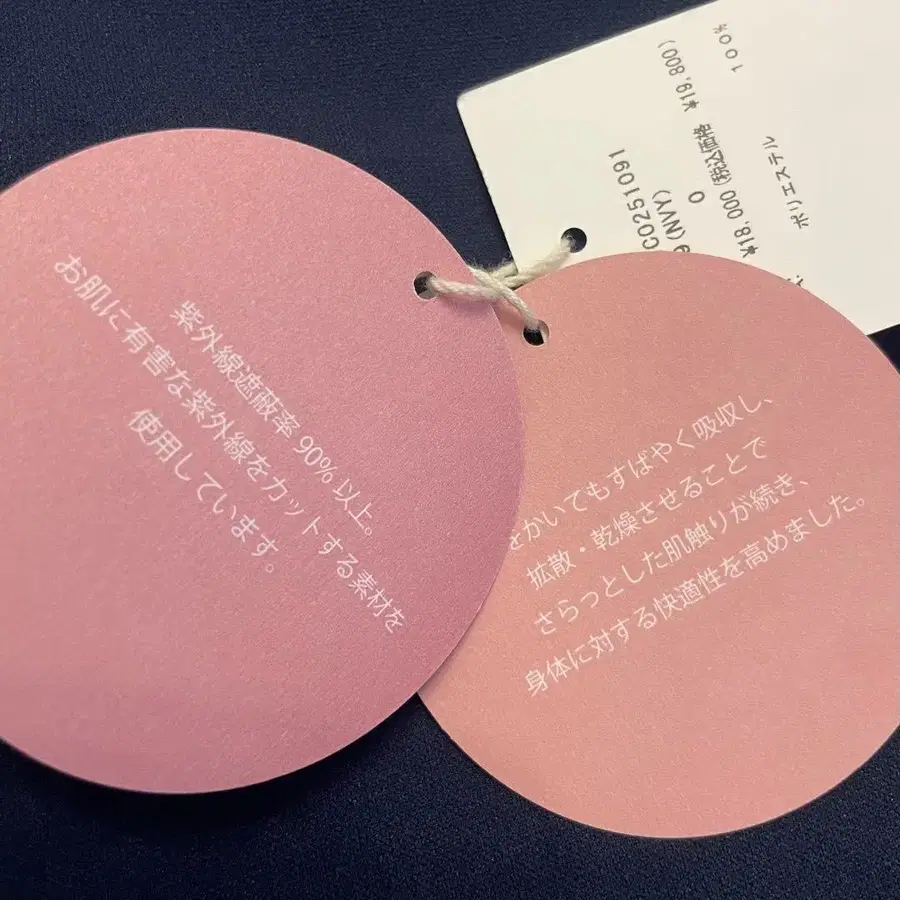 紫外線遮蔽率 90% 以上。
お肌に有害な紫外線をカットする素材を
使用しています。
をかいてもすばやく吸収し、
拡散・乾燥させることで
さらっとした肌触りが続き、
身体に対する快適性を高めました。
C0251091
9(NVY)
0
¥18,000 (税込価格 ¥19,800)
ポリエステル 100%